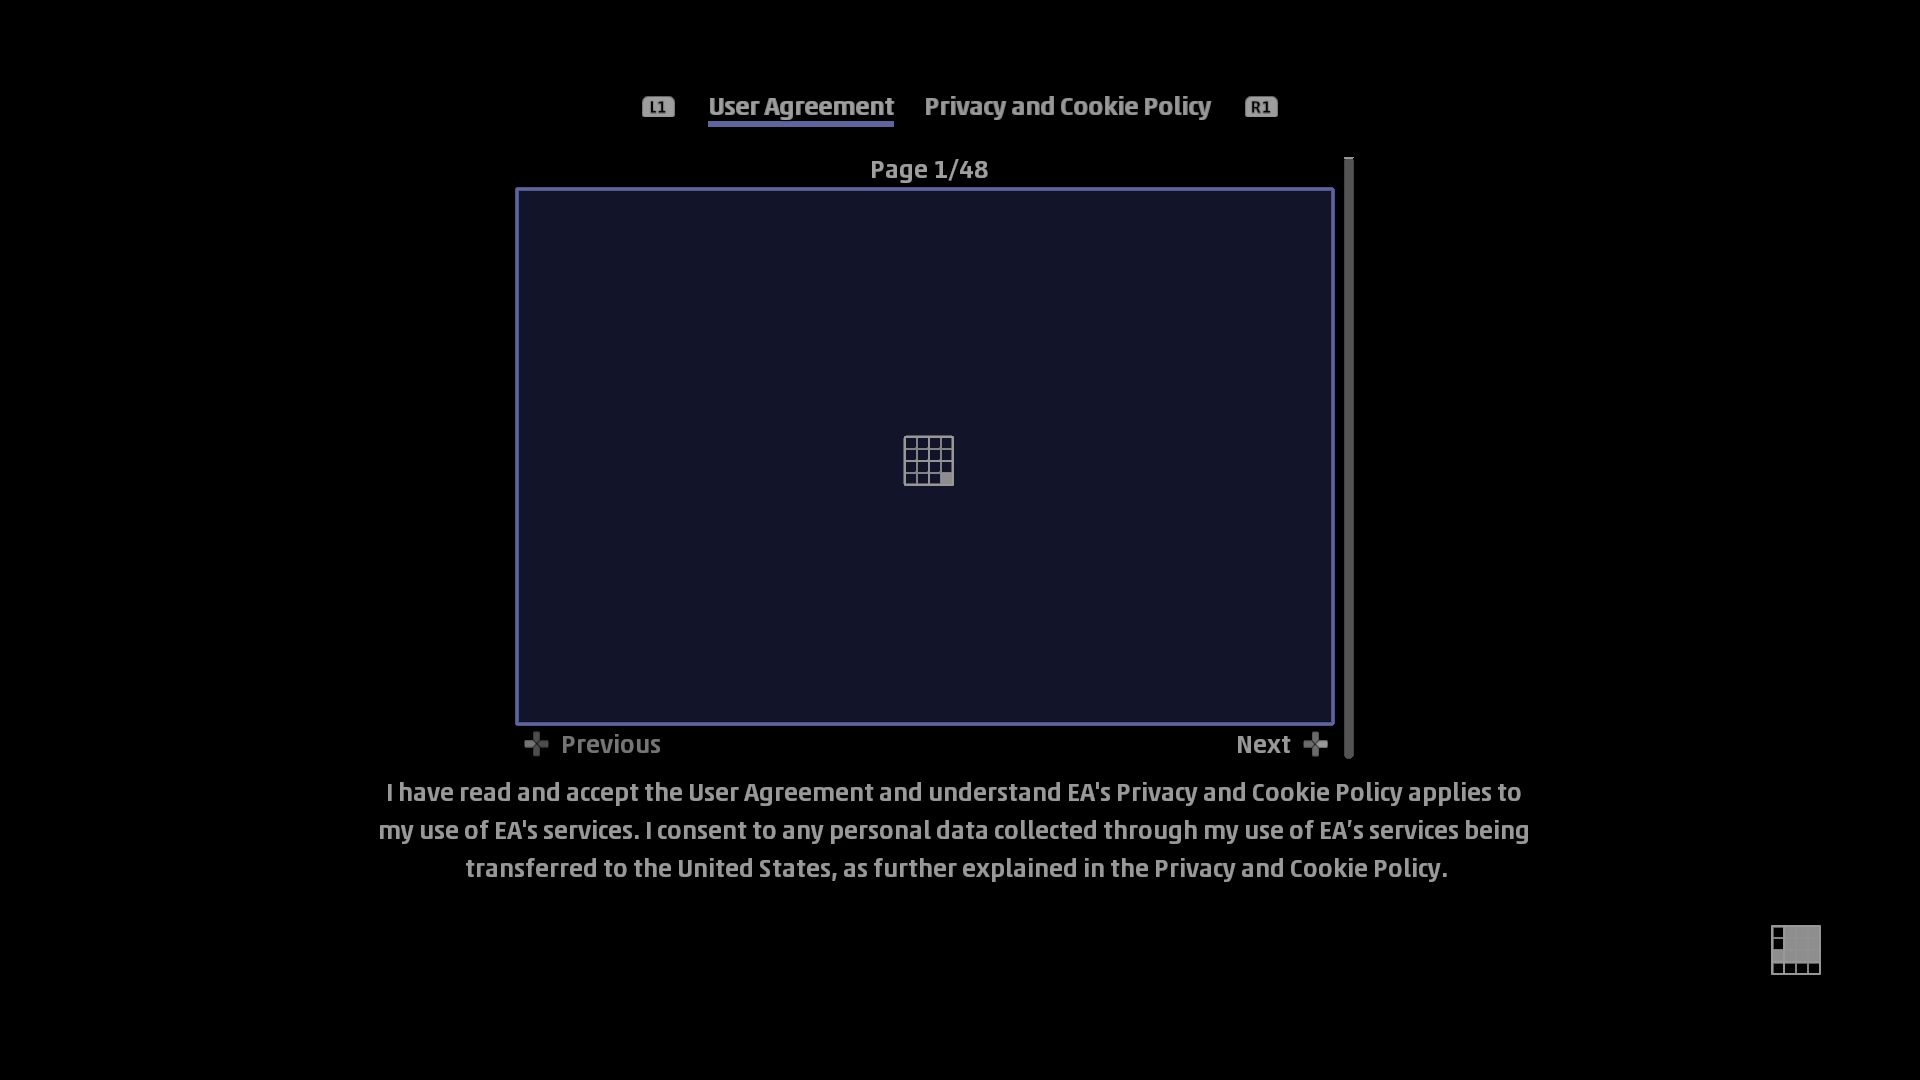 L1 User Agreement Privacy and Cookie Policy R1
Page 1/48
Previous Next
I have read and accept the User Agreement and understand EA's Privacy and Cookie Policy applies to
my use of EA's services. I consent to any personal data collected through my use of EA's services being
transferred to the United States, as further explained in the Privacy and Cookie Policy.